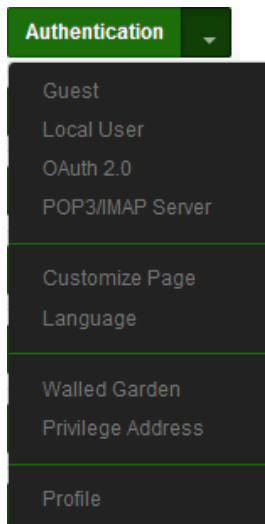 Authentication
Guest
Local User
OAuth 2.0
POP3/IMAP Server
Customize Page
Language
Walled Garden
Privilege Address
Profile